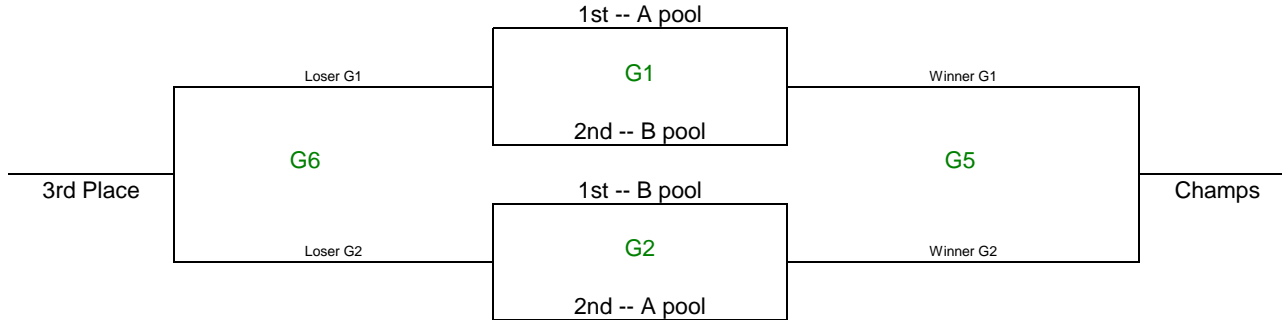 1st -- A pool
Loser G1
G1
Winner G1
2nd -- B pool
G6
G5
3rd Place
1st -- B pool
Champs
Loser G2
G2
Winner G2
2nd -- A pool